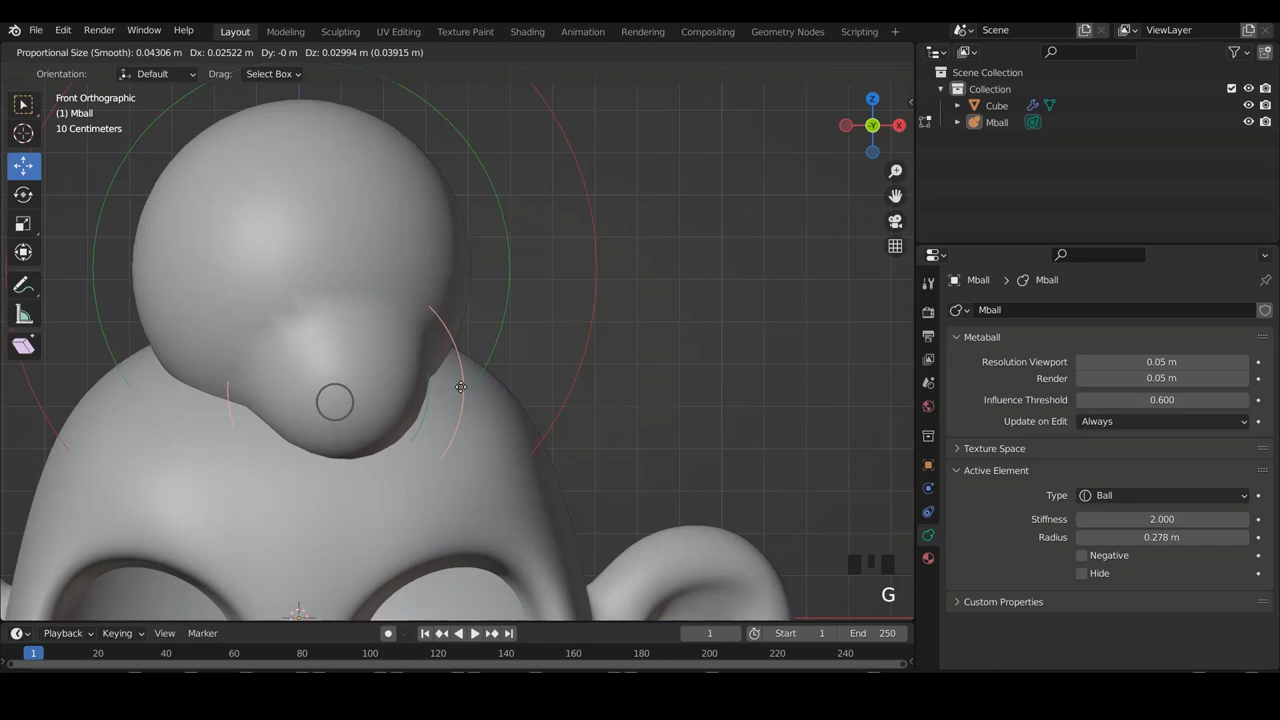 File Edit Render Window Help Layout Modeling Sculpting UV Editing Texture Paint Shading Animation Rendering Compositing Geometry Nodes Scripting + Scene ViewLayer
Proportional Size (Smooth): 0.04306 m Dx: 0.02522 m Dy: -0 m Dz: 0.02994 m (0.03915 m)
Orientation: Default Drag: Select Box
Scene Collection
Collection
Cube
Mball
Front Orthographic
(1) Mball
10 Centimeters
Z
-Y
X
Mball > Mball
Mball
Metaball
Resolution Viewport 0.05 m
Render 0.05 m
Influence Threshold 0.600
Update on Edit Always
Texture Space
Active Element
Type Ball
Stiffness 2.000
Radius 0.278 m
Negative
Hide
Custom Properties
G
Playback Keying View Marker 1 Start 1 End 250
1 20 40 60 80 100 120 140 160 180 200 220 240